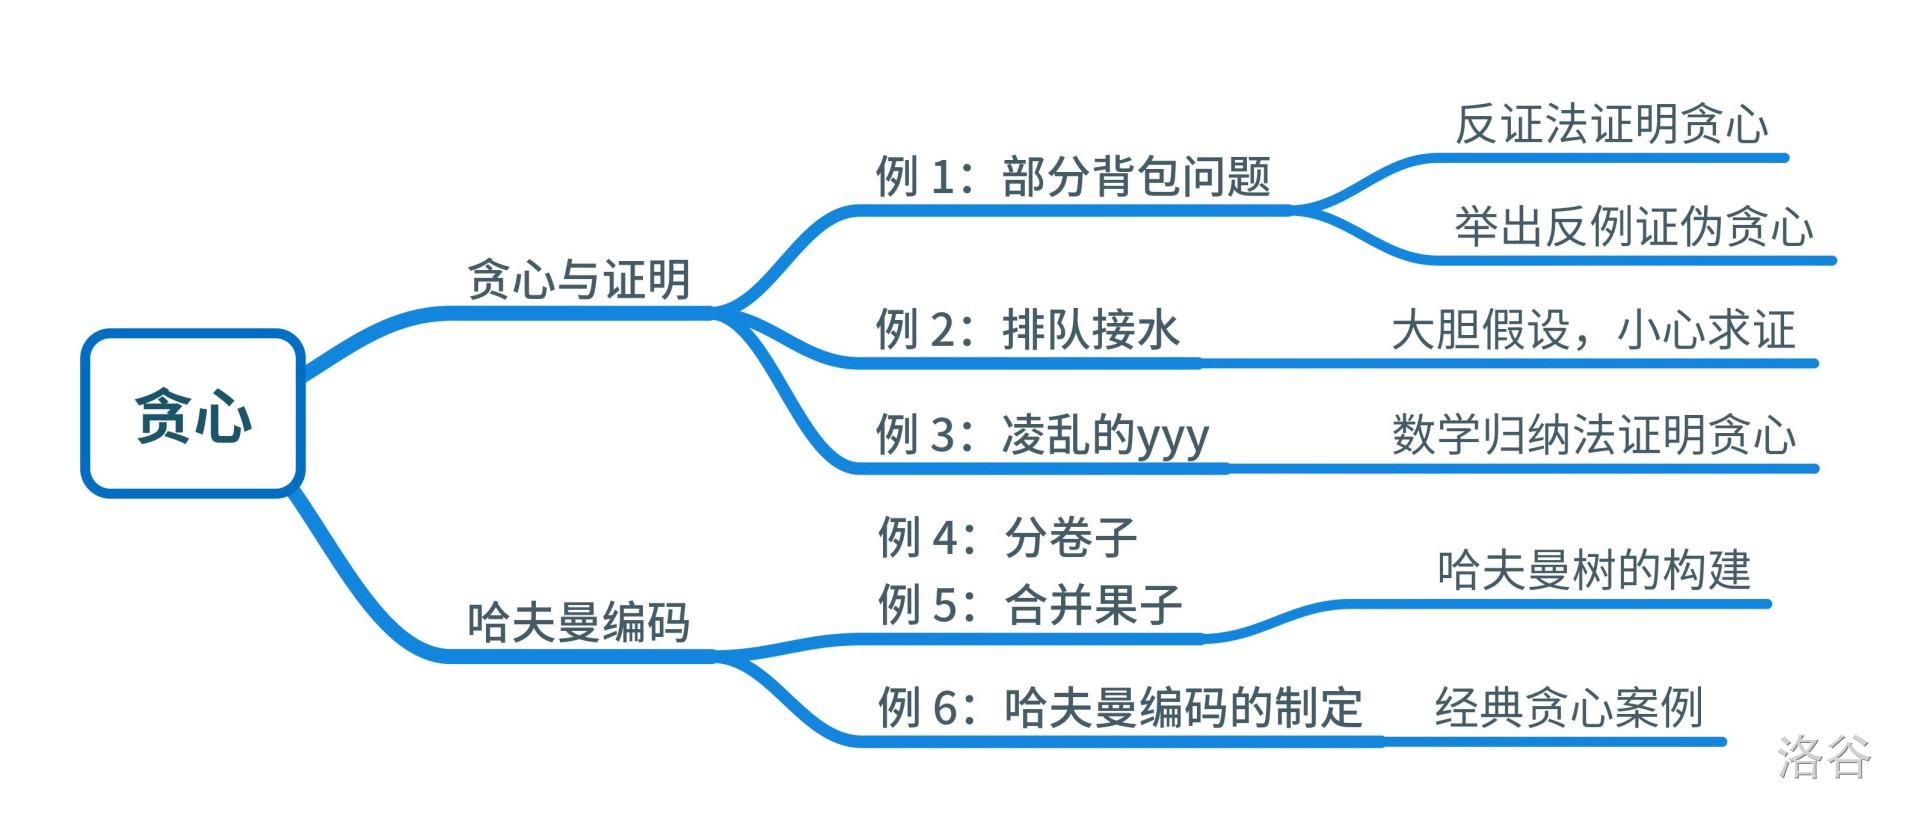 贪心
贪心与证明
例 1：部分背包问题
反证法证明贪心
举出反例证伪贪心
例 2：排队接水
大胆假设，小心求证
例 3：凌乱的yyy
数学归纳法证明贪心
哈夫曼编码
例 4：分卷子
例 5：合并果子
哈夫曼树的构建
例 6：哈夫曼编码的制定
经典贪心案例
洛谷